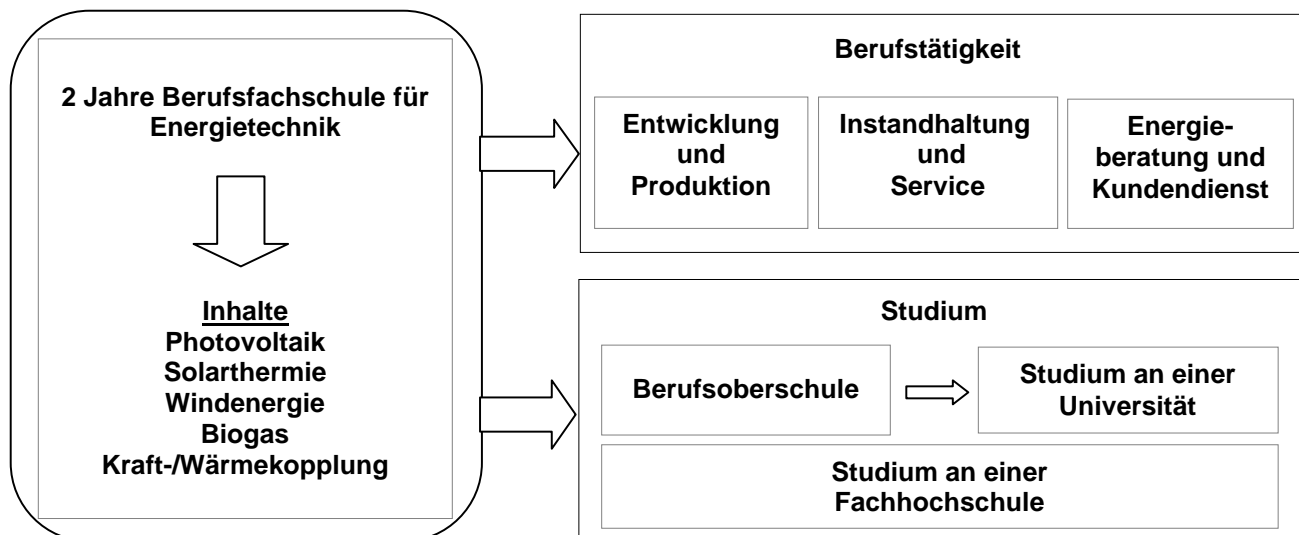 2 Jahre Berufsfachschule für
Energietechnik
Inhalte
Photovoltaik
Solarthermie
Windenergie
Biogas
Kraft-/Wärmekopplung
Berufstätigkeit
Entwicklung
und
Produktion
Instandhaltung
und
Service
Energie-
beratung und
Kundendienst
Studium
Berufsoberschule
Studium an einer
Universität
Studium an einer
Fachhochschule